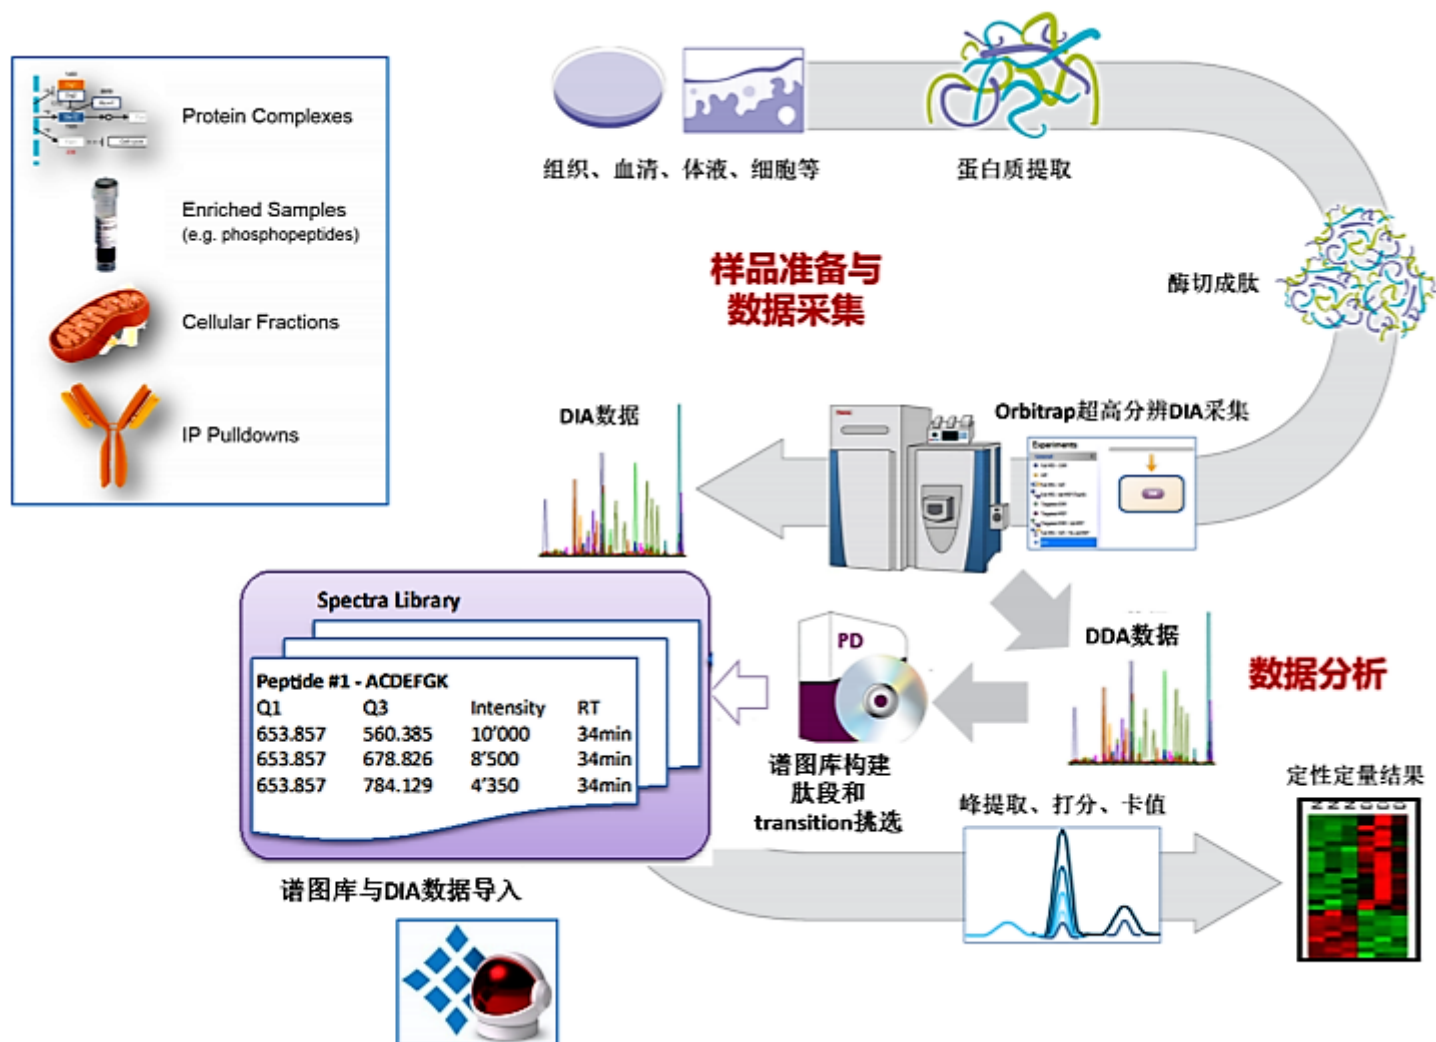 Protein Complexes
Enriched Samples
(e.g. phosphopeptides)
Cellular Fractions
IP Pulldowns
组织、血清、体液、细胞等
蛋白质提取
样品准备与
数据采集
酶切成肽
DIA数据
Orbitrap超高分辨DIA采集
Experiments
Spectra Library
Peptide #1 - ACDEFGK
Q1 Q3 Intensity RT
653.857 560.385 10'000 34min
653.857 678.826 8'500 34min
653.857 784.129 4'350 34min
PD
DDA数据
数据分析
谱图库构建
肽段和
transition挑选
峰提取、打分、卡值
定性定量结果
谱图库与DIA数据导入